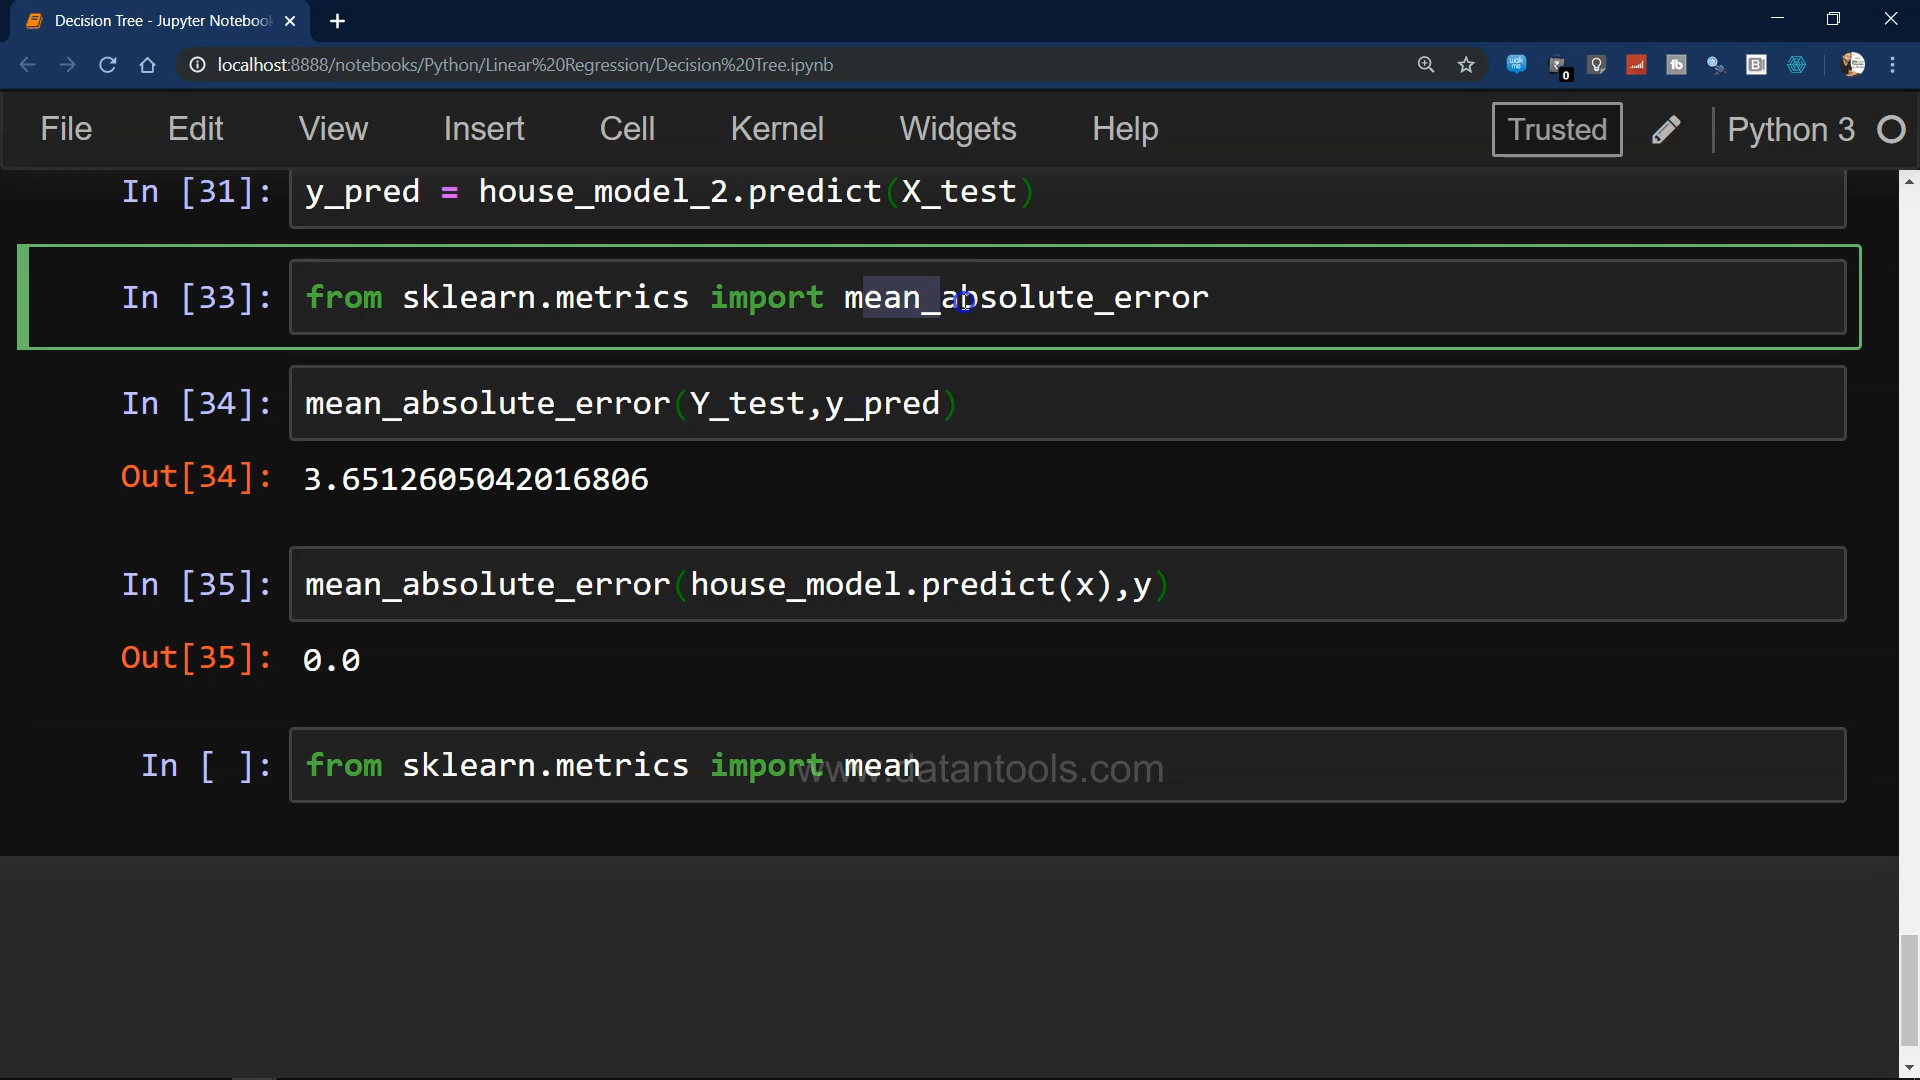 Decision Tree - Jupyter Notebook
localhost:8888/notebooks/Python/Linear%20Regression/Decision%20Tree.ipynb
0
File Edit View Insert Cell Kernel Widgets Help Trusted Python 3
In [31]: y_pred = house_model_2.predict(X_test)
In [33]: from sklearn.metrics import mean_absolute_error
In [34]: mean_absolute_error(Y_test,y_pred)
Out[34]: 3.6512605042016806
In [35]: mean_absolute_error(house_model.predict(x),y)
Out[35]: 0.0
In [ ]: from sklearn.metrics import mean
www.datantools.com